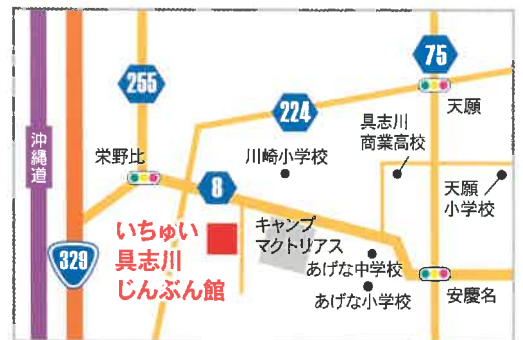 255
75
224
天願
具志川
商業高校
沖縄道
栄野比
川崎小学校
8
天願
小学校
いちゅい
具志川
じんぶん館
キャンプ
マクトリアス
329
あげな中学校
あげな小学校
安慶名